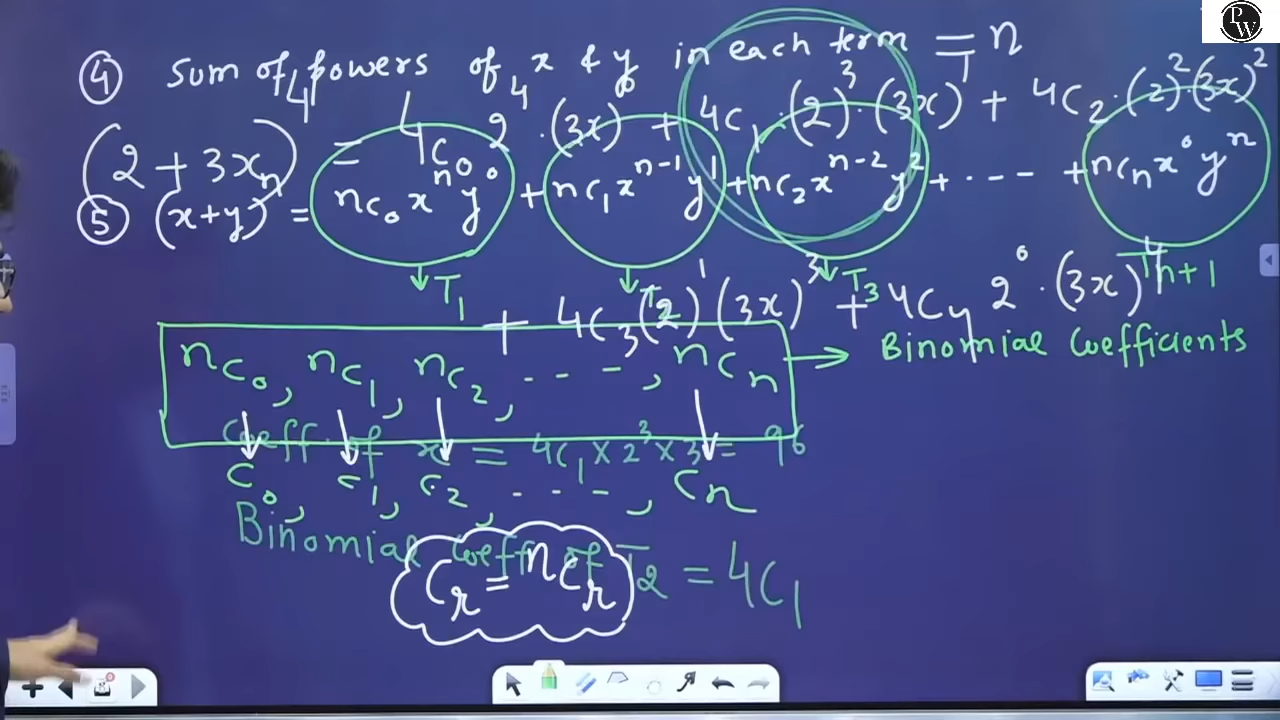 ④ Sum of powers of x & y in each term = n
(2 + 3x)⁴ = 4C₀ 2⁴·(3x)⁰ + 4C₁·(2)³·(3x)¹ + 4C₂·(2)²(3x)²
⑤ (x+y)ⁿ = nC₀ xⁿ y⁰ + nC₁ xⁿ⁻¹ y¹ + nC₂ xⁿ⁻² y² + ---- + nCₙ x⁰ yⁿ
T₁ T₂ T₃ Tn+1
+ 4C₃(2)¹(3x)³ + 4C₄ 2⁰·(3x)⁴
nC₀, nC₁, nC₂, - - - , nCₙ → Binomial Coefficients
Coeff of x = 4C₁ × 2³ × 3 = 96
C₀, C₁, C₂, - - - , Cn
Binomial Coeff of T₂ = 4C₁
Cᵣ = nCᵣ
PW